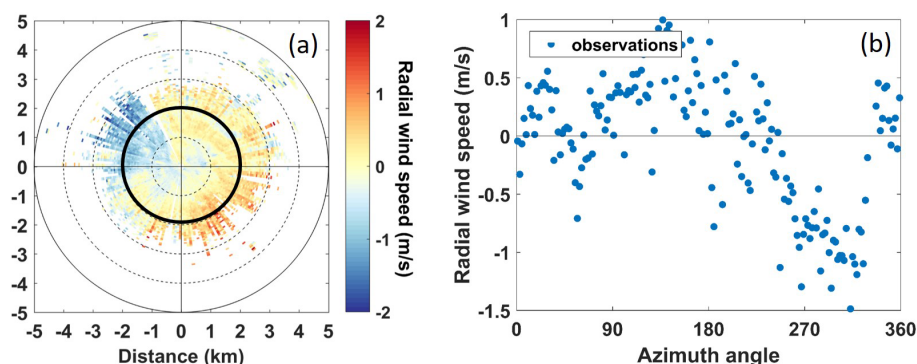 (a)
5
4
3
2
1
0
-1
-2
-3
-4
-5
-5 -4 -3 -2 -1 0 1 2 3 4 5
Distance (km)
2
1
0
-1
-2
Radial wind speed (m/s)
(b)
observations
1
0.5
0
-0.5
-1
-1.5
Radial wind speed (m/s)
0 90 180 270 360
Azimuth angle